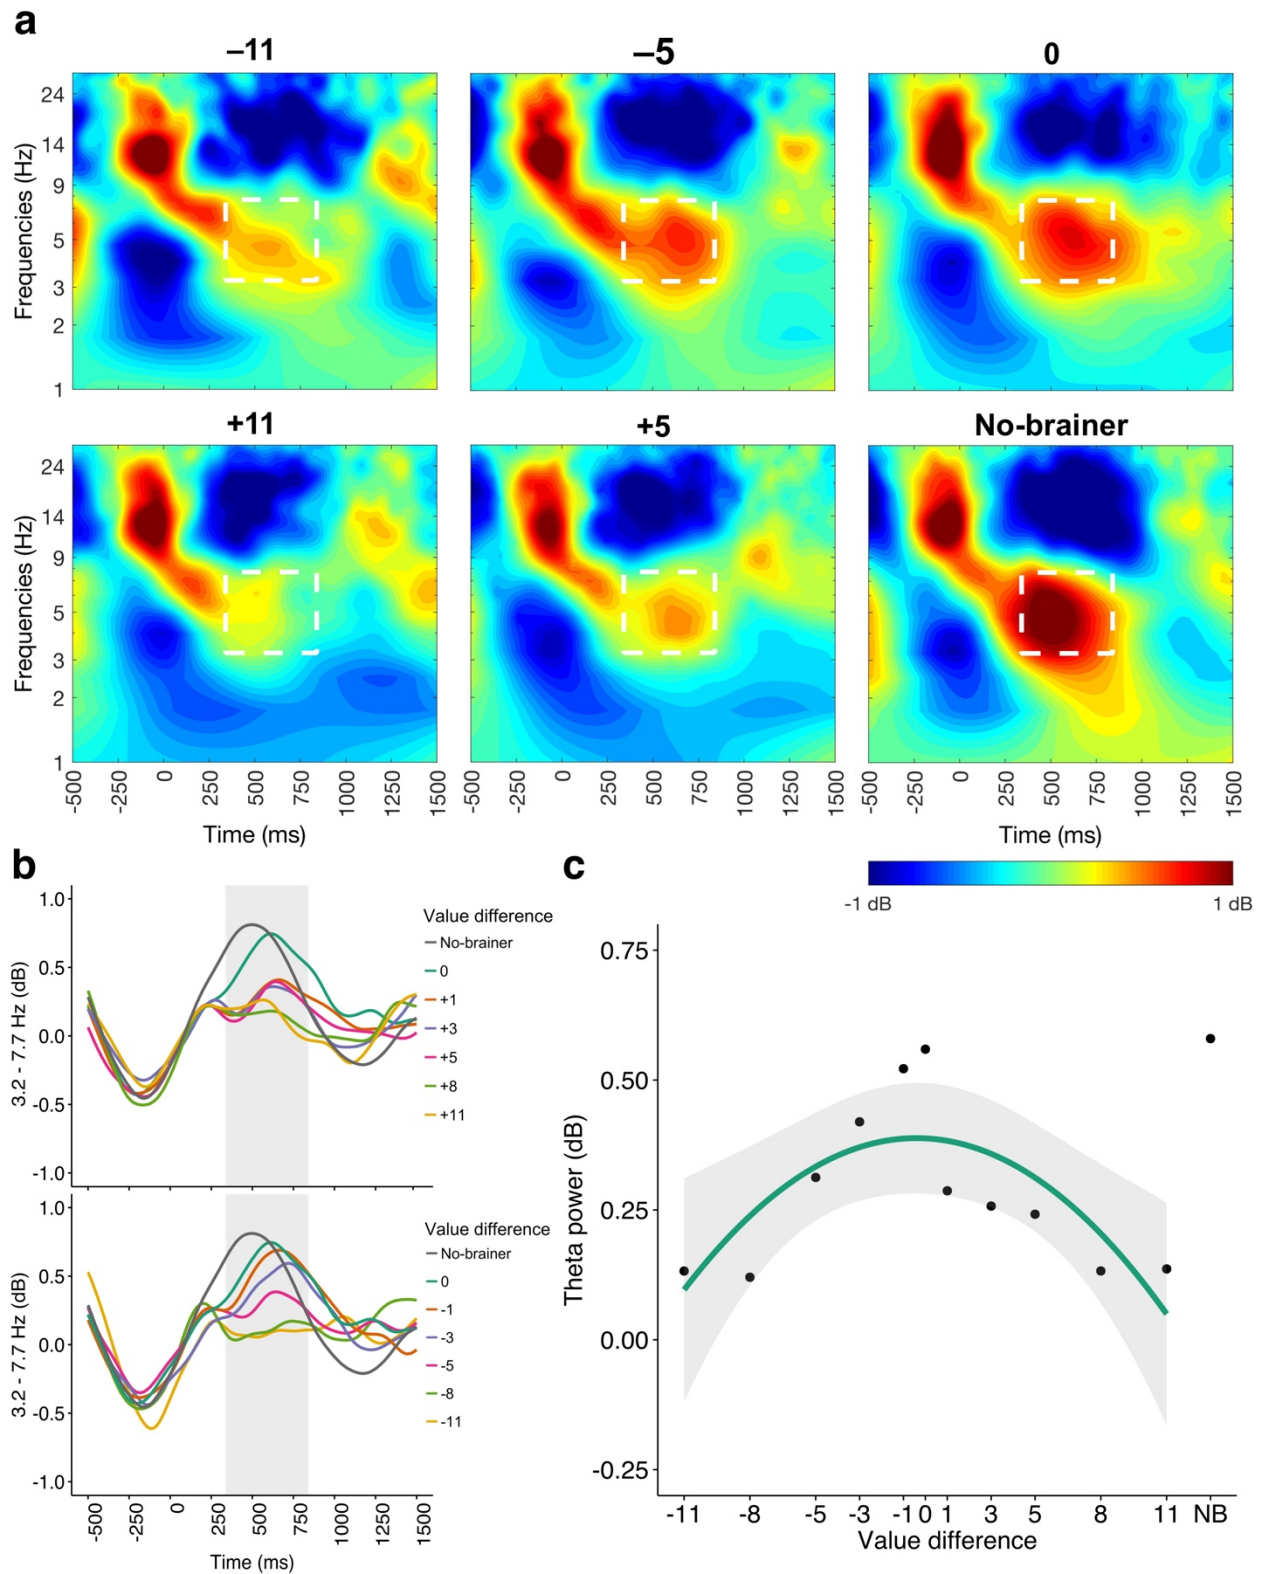 a
–11
–5
0
Frequencies (Hz)
24
14
9
5
3
2
1
+11
+5
No-brainer
Frequencies (Hz)
24
14
9
5
3
2
1
-500 -250 0 250 500 750 1000 1250 1500
-500 -250 0 250 500 750 1000 1250 1500
-500 -250 0 250 500 750 1000 1250 1500
Time (ms)
Time (ms)
-1 dB
1 dB
b
3.2 - 7.7 Hz (dB)
1.0
0.5
0.0
-0.5
-1.0
Value difference
No-brainer
0
+1
+3
+5
+8
+11
3.2 - 7.7 Hz (dB)
1.0
0.5
0.0
-0.5
-1.0
Value difference
No-brainer
0
-1
-3
-5
-8
-11
-500 -250 0 250 500 750 1000 1250 1500
Time (ms)
c
Theta power (dB)
0.75
0.50
0.25
0.00
-0.25
-11 -8 -5 -3 -1 0 1 3 5 8 11 NB
Value difference